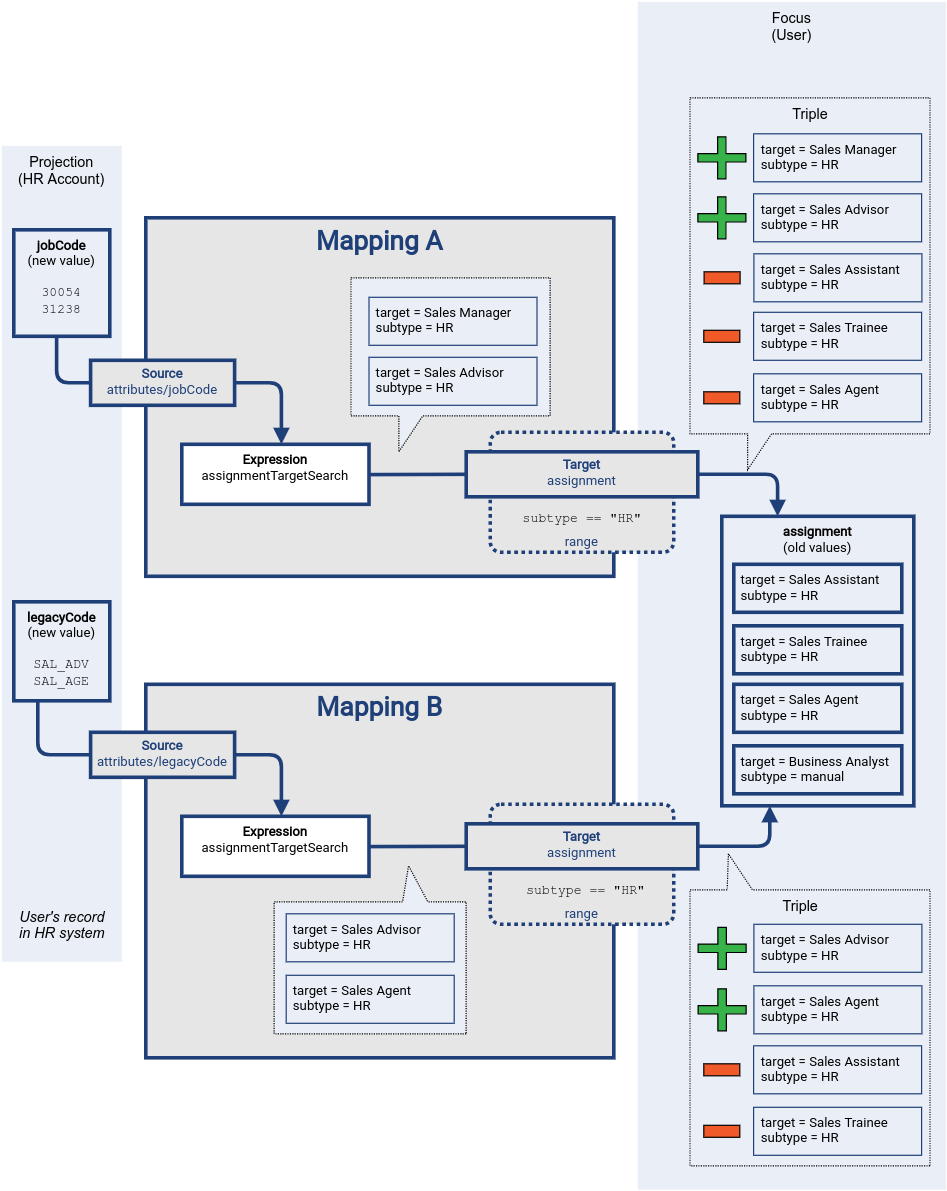 Focus
(User)
Triple
target = Sales Manager
subtype = HR
target = Sales Advisor
subtype = HR
target = Sales Assistant
subtype = HR
target = Sales Trainee
subtype = HR
target = Sales Agent
subtype = HR
Projection
(HR Account)
jobCode
(new value)
30054
31238
Mapping A
target = Sales Manager
subtype = HR
target = Sales Advisor
subtype = HR
Source
attributes/jobCode
Expression
assignmentTargetSearch
Target
assignment
subtype == "HR"
range
assignment
(old values)
target = Sales Assistant
subtype = HR
target = Sales Trainee
subtype = HR
target = Sales Agent
subtype = HR
target = Business Analyst
subtype = manual
legacyCode
(new value)
SAL_ADV
SAL_AGE
Mapping B
Source
attributes/legacyCode
Expression
assignmentTargetSearch
Target
assignment
subtype == "HR"
range
target = Sales Advisor
subtype = HR
target = Sales Agent
subtype = HR
User's record
in HR system
Triple
target = Sales Advisor
subtype = HR
target = Sales Agent
subtype = HR
target = Sales Assistant
subtype = HR
target = Sales Trainee
subtype = HR